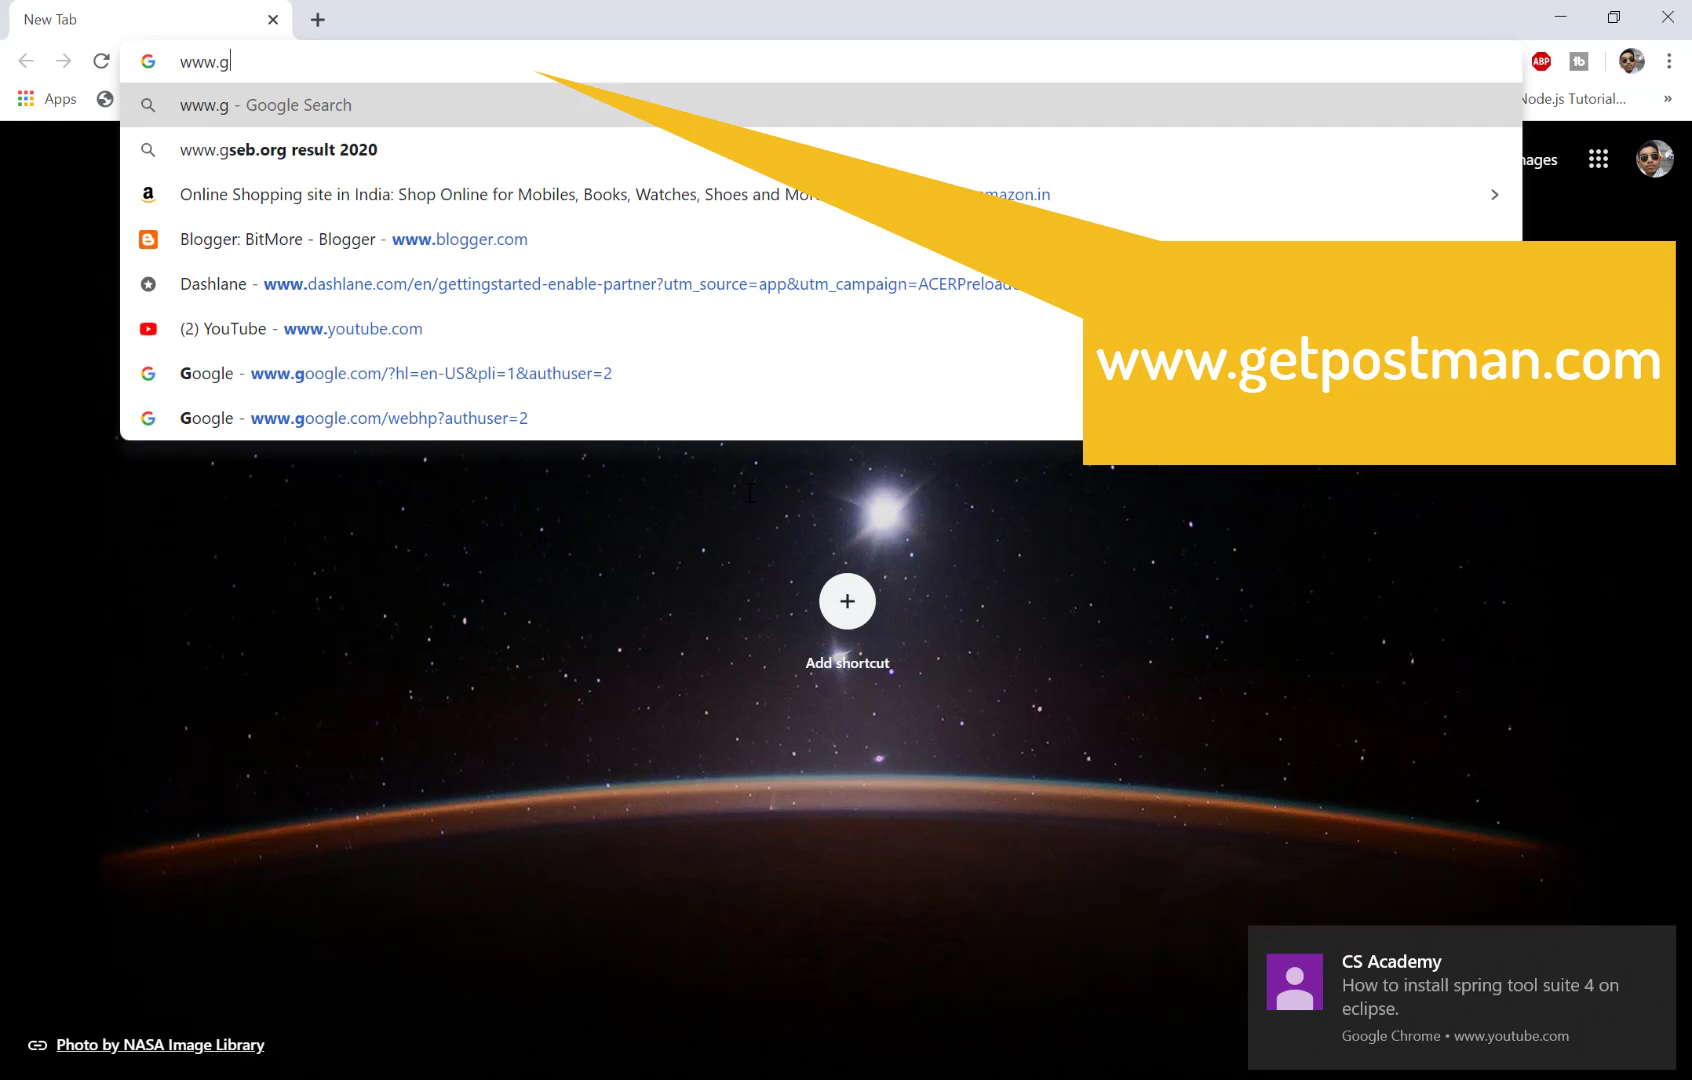 New Tab
www.g
ABP
Apps
Node.js Tutorial... »
www.g - Google Search
www.gseb.org result 2020
Online Shopping site in India: Shop Online for Mobiles, Books, Watches, Shoes and amazon.in
Blogger: BitMore - Blogger - www.blogger.com
Dashlane - www.dashlane.com/en/gettingstarted-enable-partner?utm_source=app&utm_campaign=ACERPreload
(2) YouTube - www.youtube.com
Google - www.google.com/?hl=en-US&pli=1&authuser=2
Google - www.google.com/webhp?authuser=2
www.getpostman.com
Add shortcut
CS Academy
How to install spring tool suite 4 on
eclipse.
Google Chrome • www.youtube.com
Photo by NASA Image Library